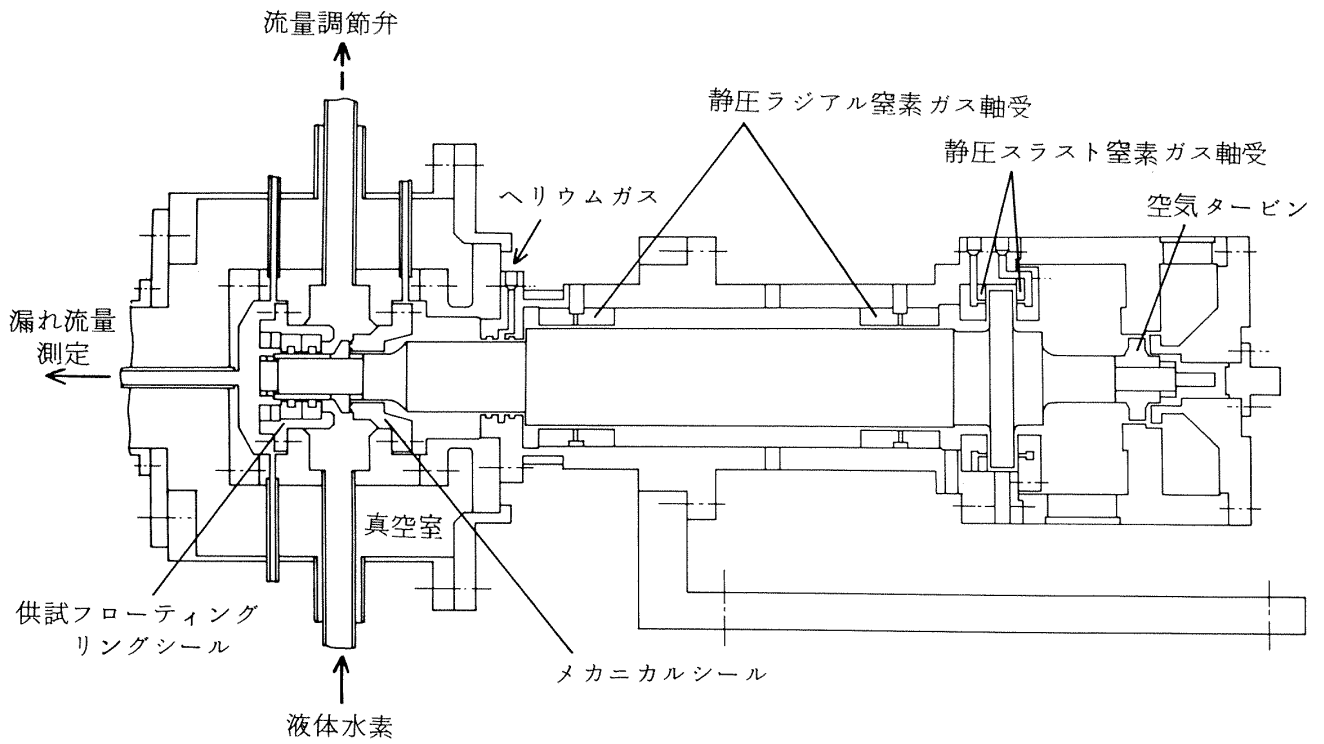 流量調節弁
静圧ラジアル窒素ガス軸受
静圧スラスト窒素ガス軸受
ヘリウムガス
空気タービン
漏れ流量
測定
真空室
供試フローティング
リングシール
メカニカルシール
液体水素